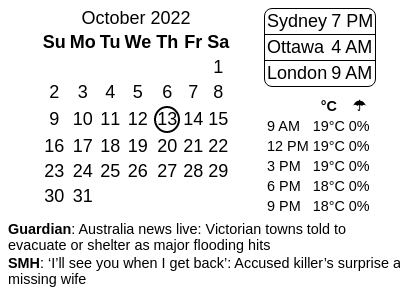 October 2022
Su Mo Tu We Th Fr Sa
1
2 3 4 5 6 7 8
9 10 11 12 13 14 15
16 17 18 19 20 21 22
23 24 25 26 27 28 29
30 31
Sydney 7 PM
Ottawa 4 AM
London 9 AM
°C ☂
9 AM 19°C 0%
12 PM 19°C 0%
3 PM 19°C 0%
6 PM 18°C 0%
9 PM 18°C 0%
Guardian: Australia news live: Victorian towns told to
evacuate or shelter as major flooding hits
SMH: ‘I’ll see you when I get back’: Accused killer’s surprise a
missing wife